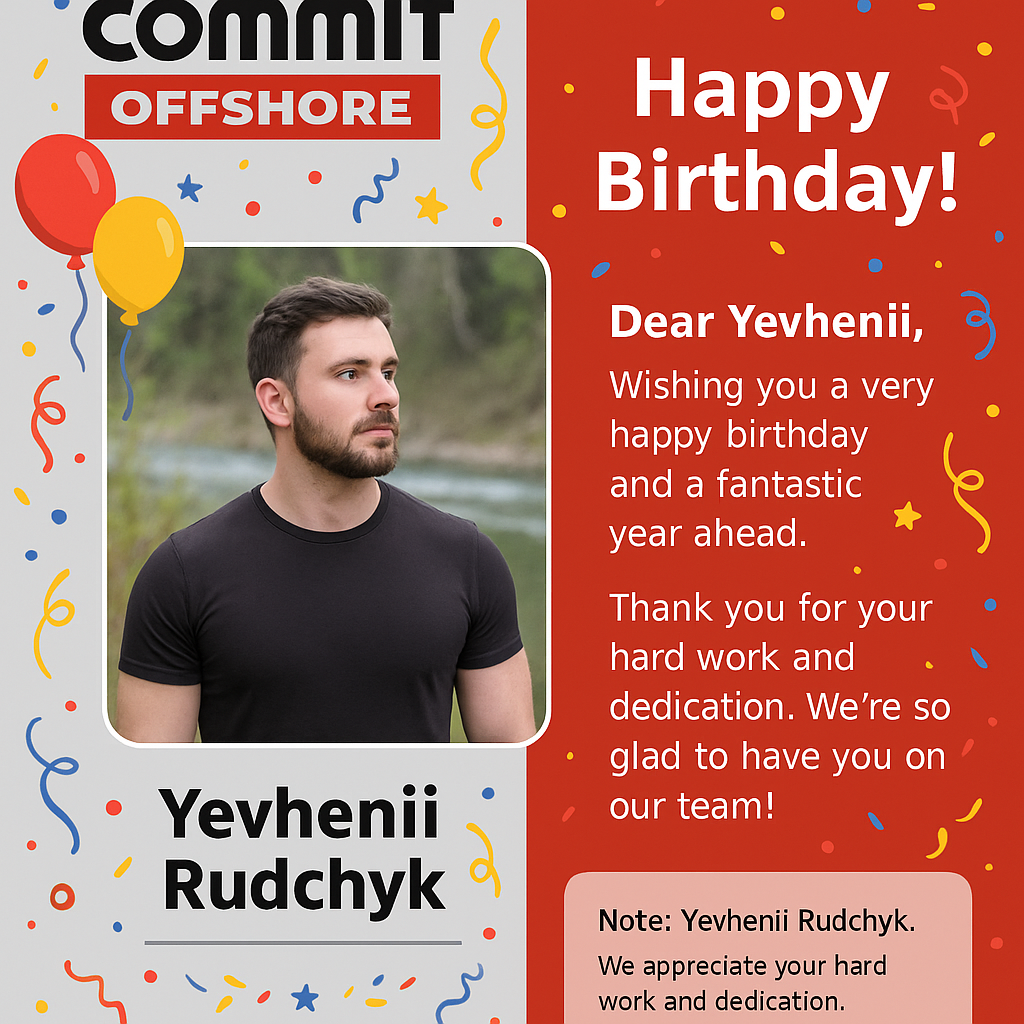 commit
OFFSHORE
Yevhenii
Rudchyk
Happy
Birthday!
Dear Yevhenii,
Wishing you a very
happy birthday
and a fantastic
year ahead.
Thank you for your
hard work and
dedication. We’re so
glad to have you on
our team!
Note: Yevhenii Rudchyk.
We appreciate your hard
work and dedication.